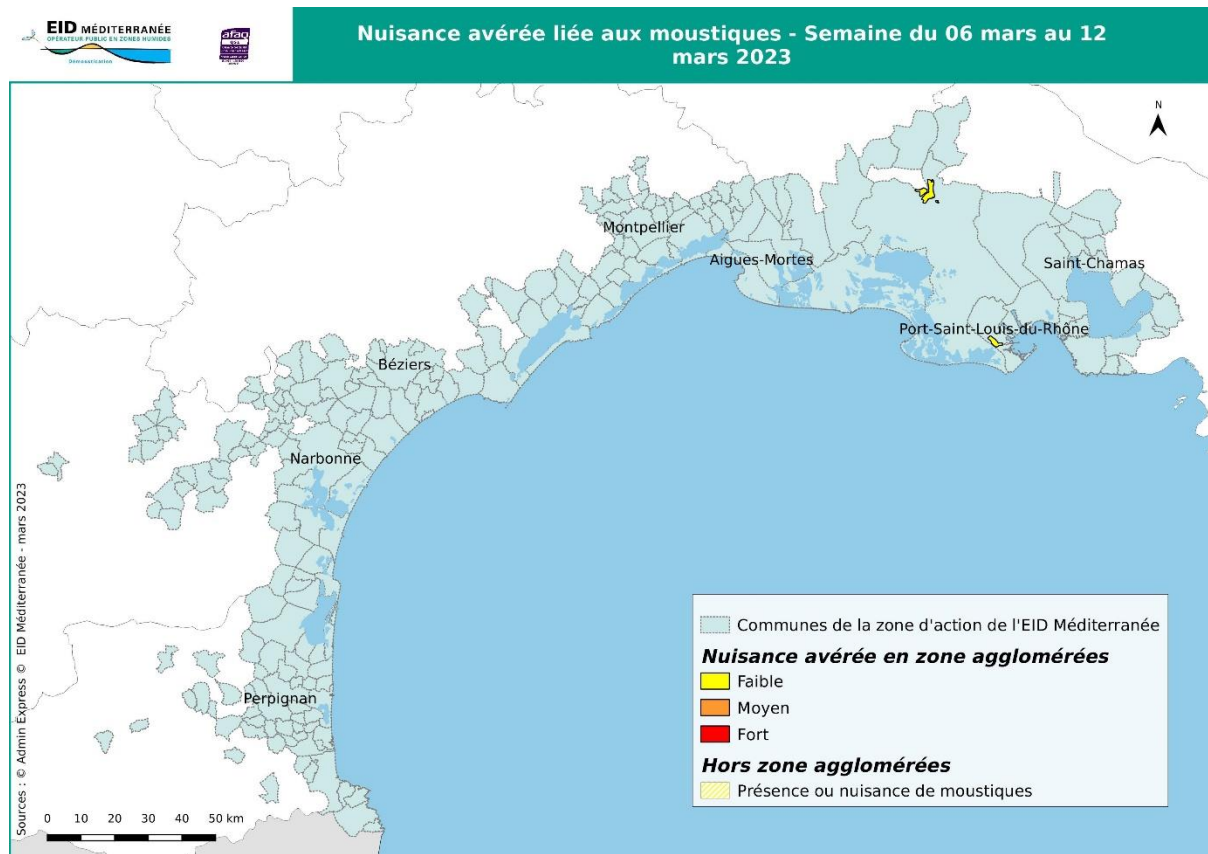 EID MÉDITERRANÉE
OPÉRATEUR PUBLIC EN ZONES HUMIDES
Démoustication
afaq
Nuisance avérée liée aux moustiques - Semaine du 06 mars au 12
mars 2023
N
Montpellier
Aigues-Mortes
Saint-Chamas
Port-Saint-Louis-du-Rhône
Béziers
Narbonne
Perpignan
Communes de la zone d'action de l'EID Méditerranée
Nuisance avérée en zone agglomérées
Faible
Moyen
Fort
Hors zone agglomérées
Présence ou nuisance de moustiques
0 10 20 30 40 50 km
Sources : © Admin Express © EID Méditerranée - mars 2023